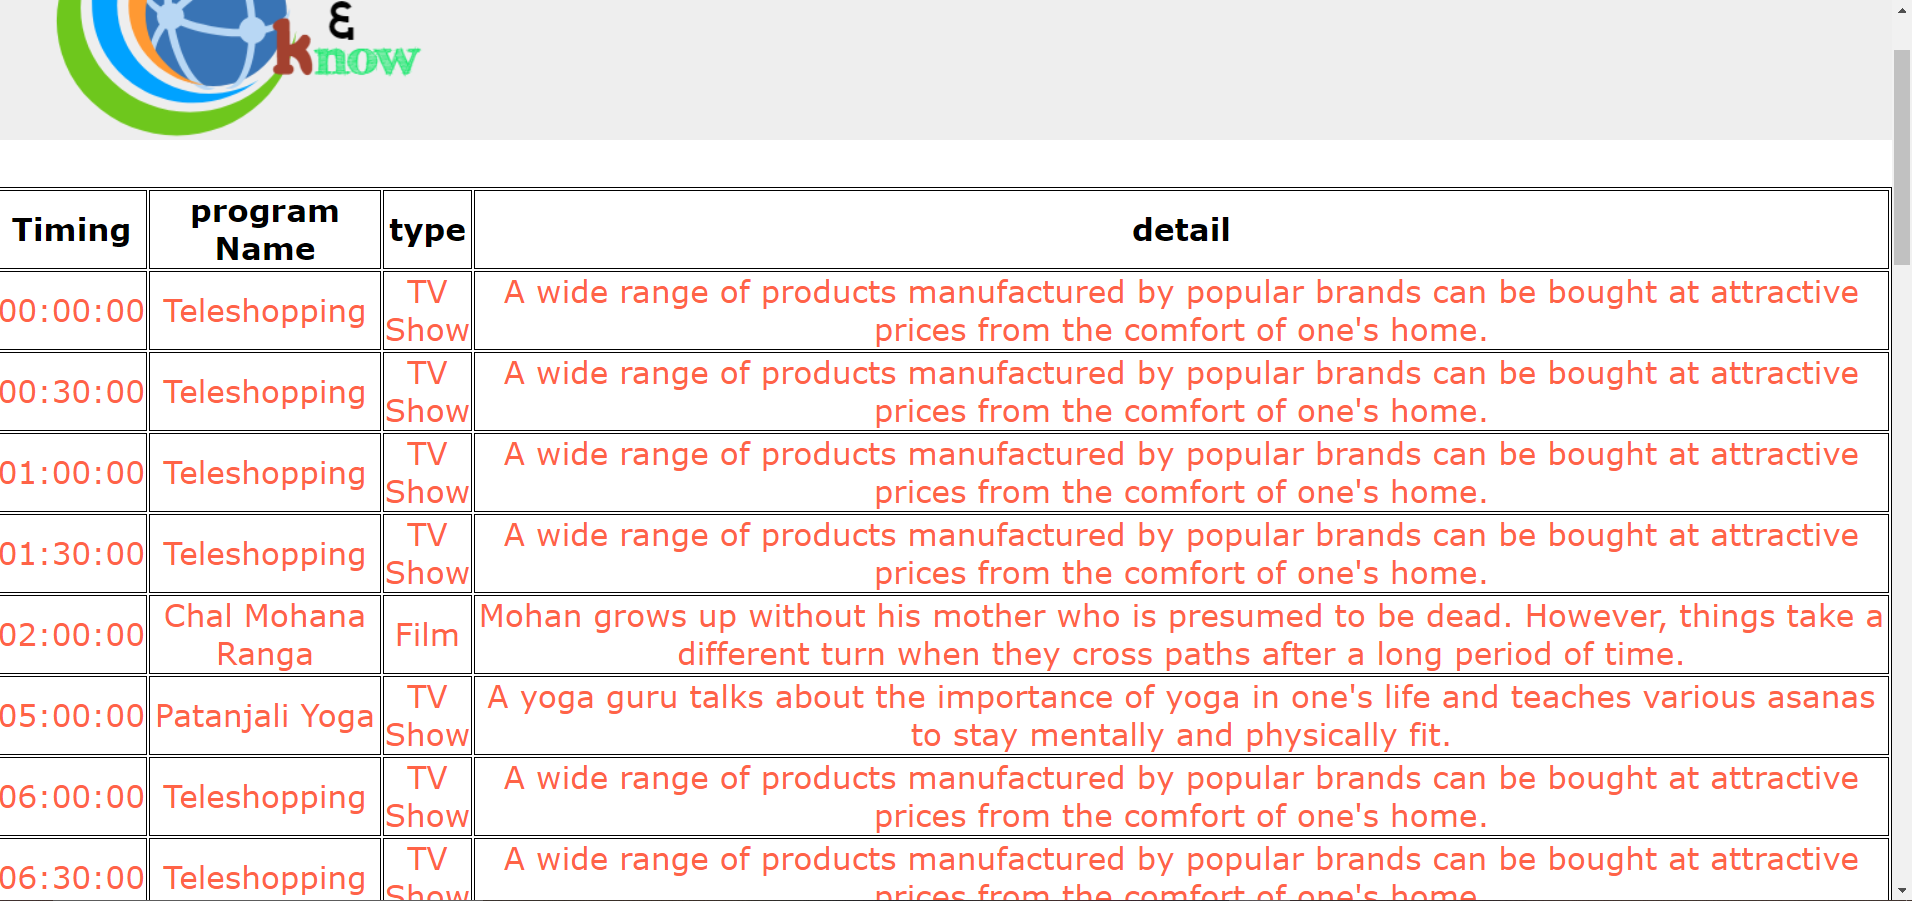 &
know
Timing
program
Name
type
detail
00:00:00
Teleshopping
TV
Show
A wide range of products manufactured by popular brands can be bought at attractive
prices from the comfort of one's home.
00:30:00
Teleshopping
TV
Show
A wide range of products manufactured by popular brands can be bought at attractive
prices from the comfort of one's home.
01:00:00
Teleshopping
TV
Show
A wide range of products manufactured by popular brands can be bought at attractive
prices from the comfort of one's home.
01:30:00
Teleshopping
TV
Show
A wide range of products manufactured by popular brands can be bought at attractive
prices from the comfort of one's home.
02:00:00
Chal Mohana
Ranga
Film
Mohan grows up without his mother who is presumed to be dead. However, things take a
different turn when they cross paths after a long period of time.
05:00:00
Patanjali Yoga
TV
Show
A yoga guru talks about the importance of yoga in one's life and teaches various asanas
to stay mentally and physically fit.
06:00:00
Teleshopping
TV
Show
A wide range of products manufactured by popular brands can be bought at attractive
prices from the comfort of one's home.
06:30:00
Teleshopping
TV
Show
A wide range of products manufactured by popular brands can be bought at attractive
prices from the comfort of one's home.